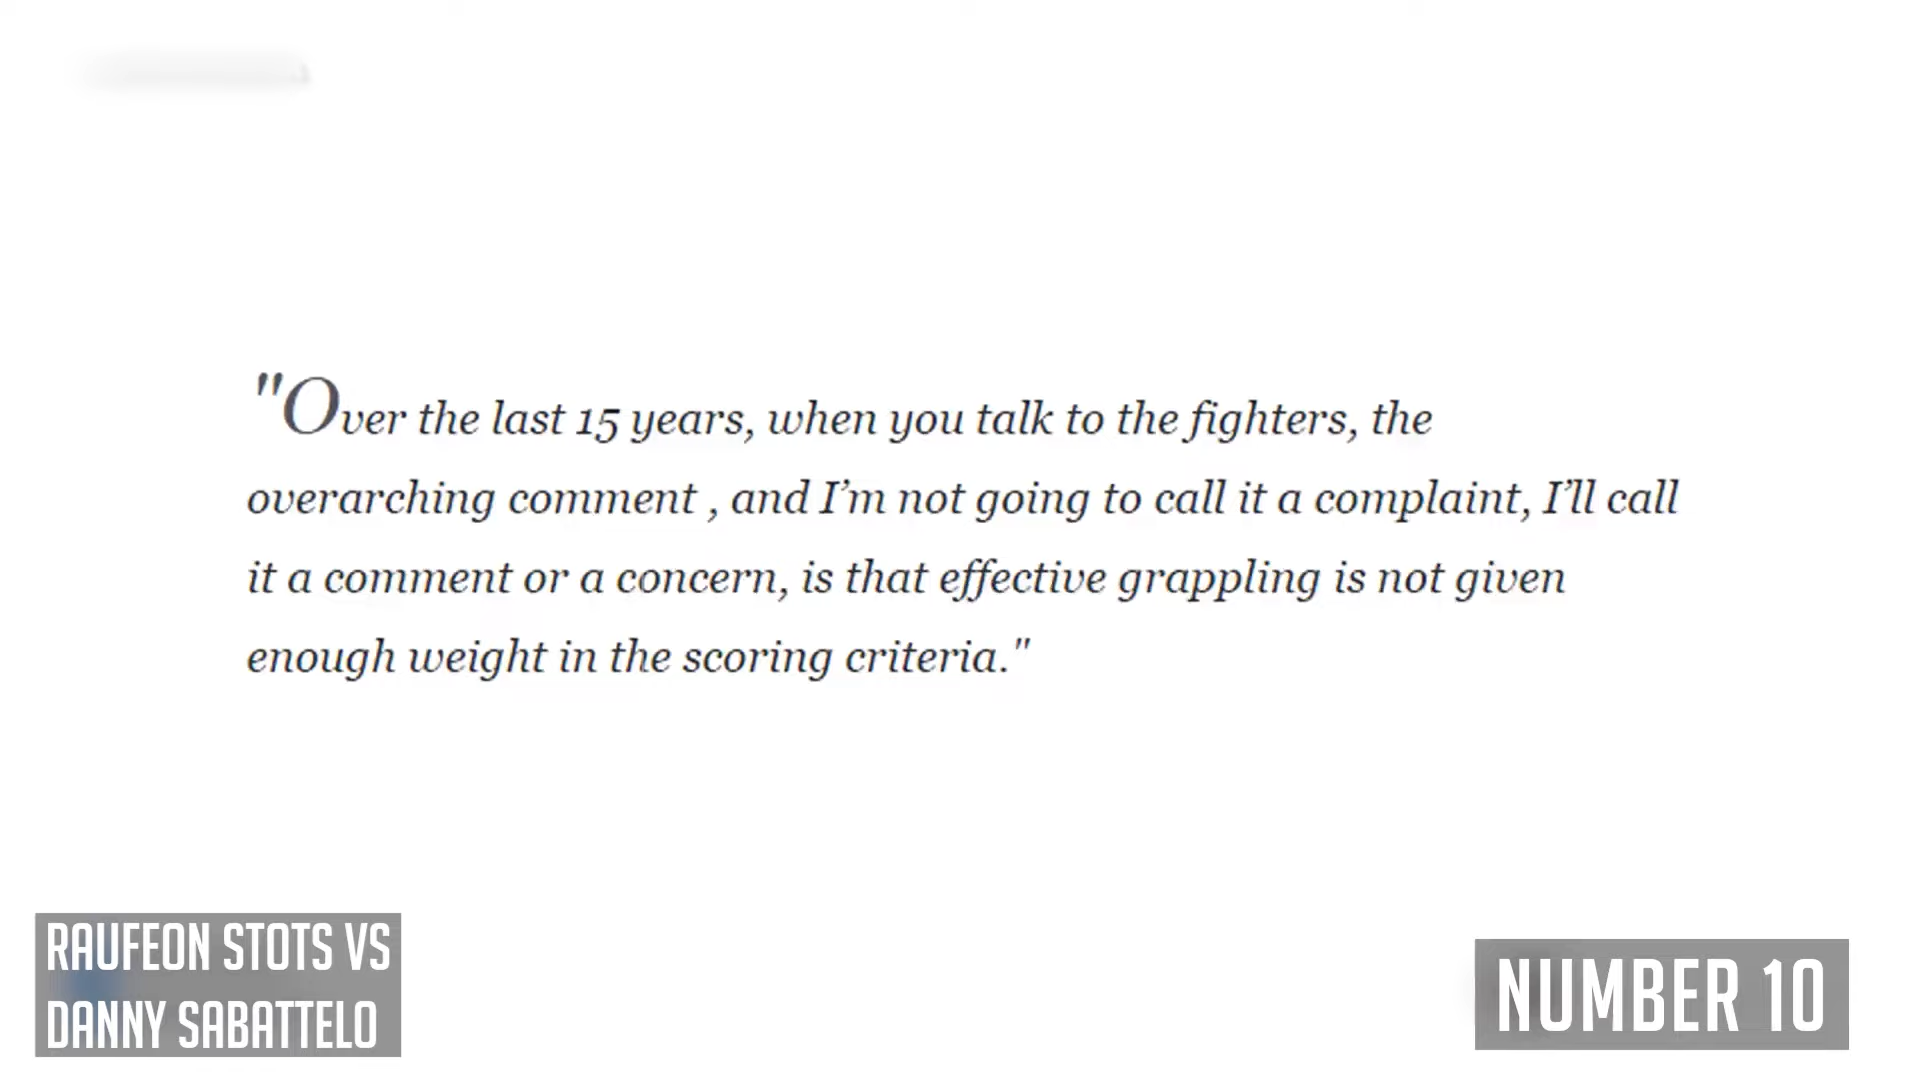 "Over the last 15 years, when you talk to the fighters, the
overarching comment , and I’m not going to call it a complaint, I’ll call
it a comment or a concern, is that effective grappling is not given
enough weight in the scoring criteria."
RAUFEON STOTS VS
DANNY SABATTELO
NUMBER 10